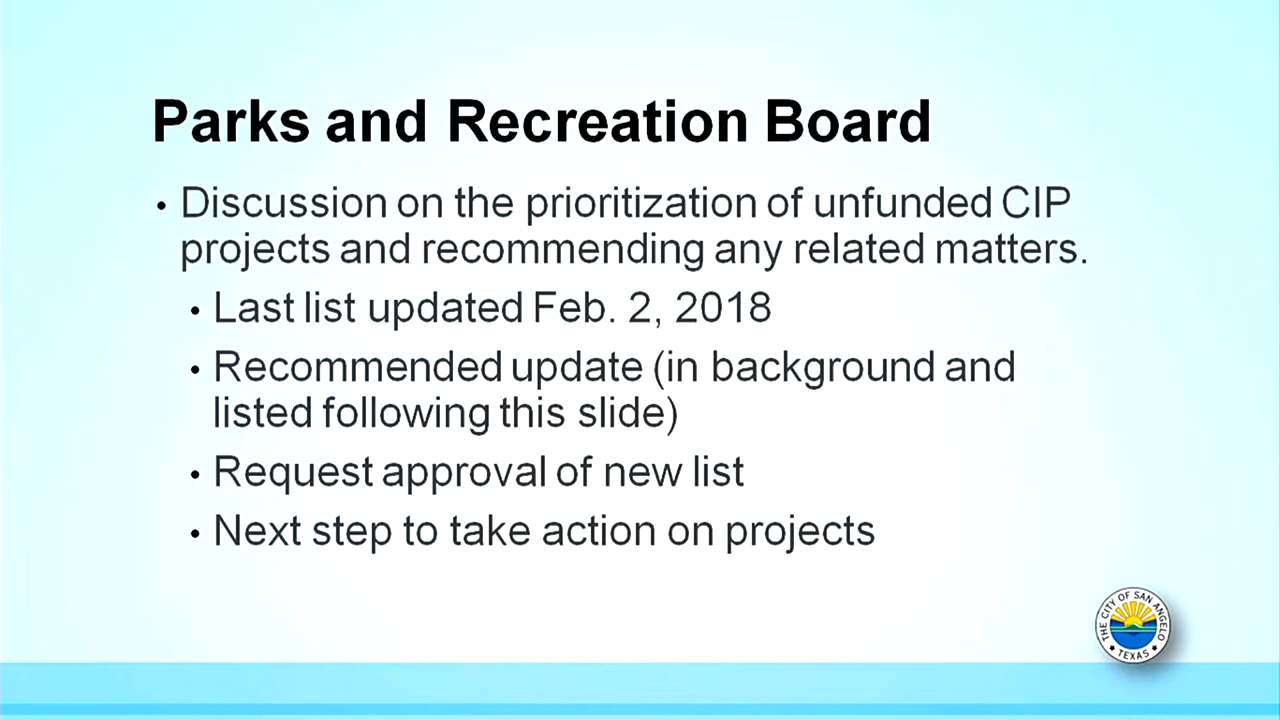 Parks and Recreation Board
• Discussion on the prioritization of unfunded CIP
projects and recommending any related matters.
• Last list updated Feb. 2, 2018
• Recommended update (in background and
listed following this slide)
• Request approval of new list
• Next step to take action on projects
THE CITY OF SAN ANGELO
TEXAS